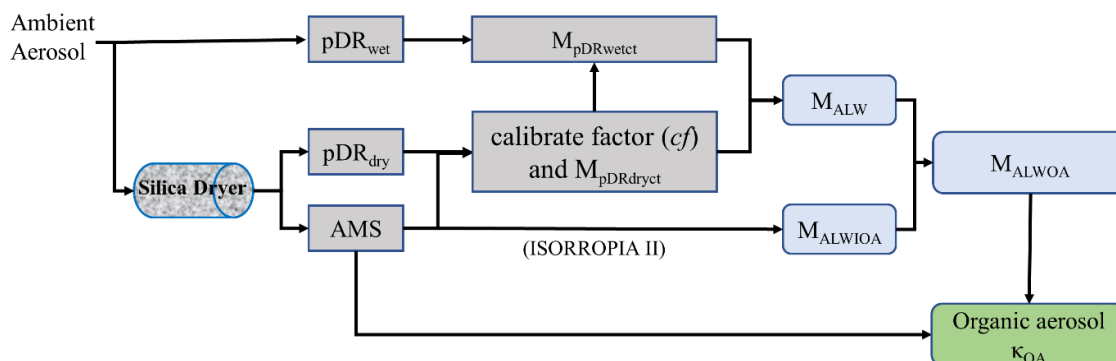 Ambient
Aerosol
pDRwet
MpDRwetct
MALW
pDRdry
calibrate factor (cf)
and MpDRdryct
MALWOA
Silica Dryer
AMS
(ISORROPIA II)
MALWIOA
Organic aerosol
κOA